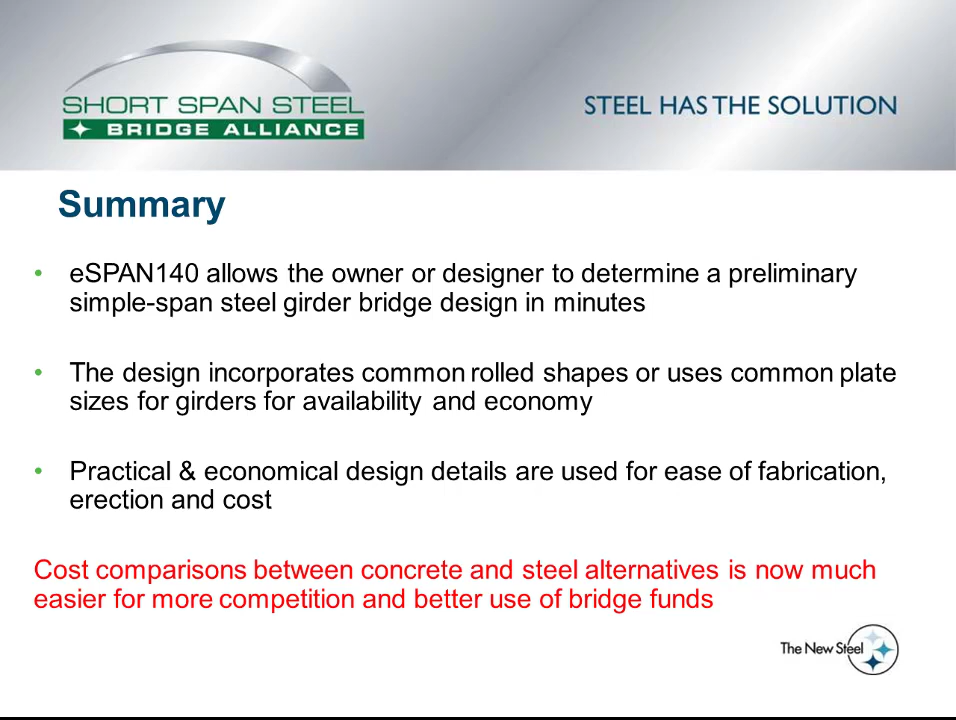 SHORT SPAN STEEL
BRIDGE ALLIANCE
STEEL HAS THE SOLUTION
Summary
• eSPAN140 allows the owner or designer to determine a preliminary
simple-span steel girder bridge design in minutes
• The design incorporates common rolled shapes or uses common plate
sizes for girders for availability and economy
• Practical & economical design details are used for ease of fabrication,
erection and cost
Cost comparisons between concrete and steel alternatives is now much
easier for more competition and better use of bridge funds
The New Steel